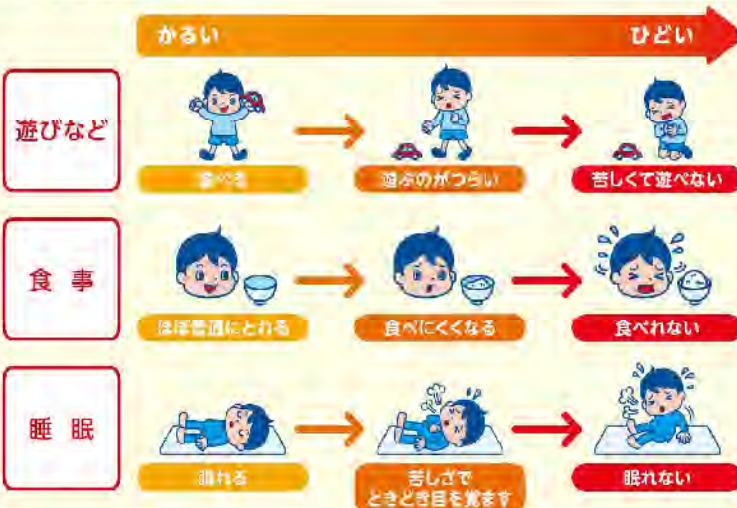 かるい
ひどい
遊びなど
遊べる
遊ぶのがつらい
苦しくて遊べない
食事
ほぼ普通にとれる
食べにくくなる
食べれない
睡眠
眠れる
苦しさで
ときどき目を覚ます
眠れない